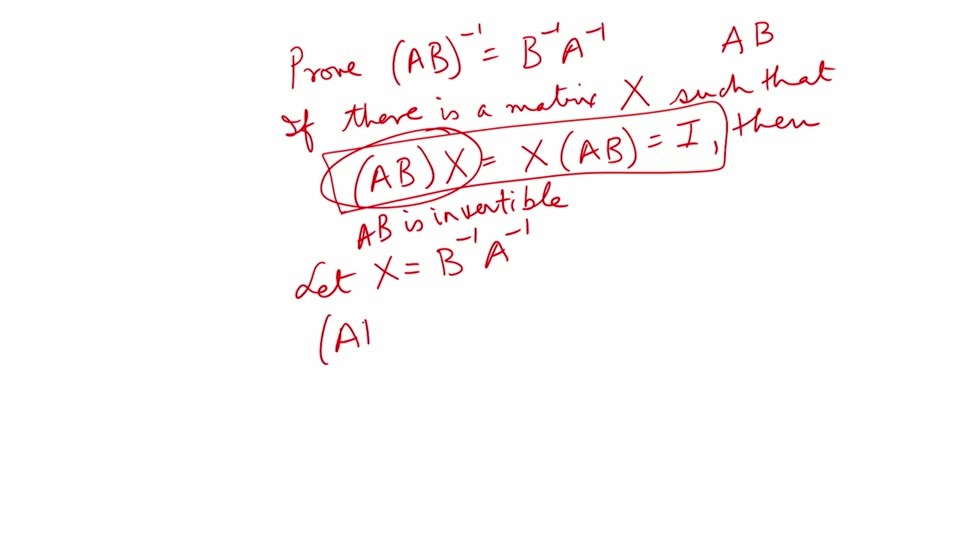 Prove (AB)⁻¹ = B⁻¹A⁻¹ AB
If there is a matrix X such that
(AB)X = X(AB) = I, then
AB is invertible
Let X = B⁻¹A⁻¹
(A